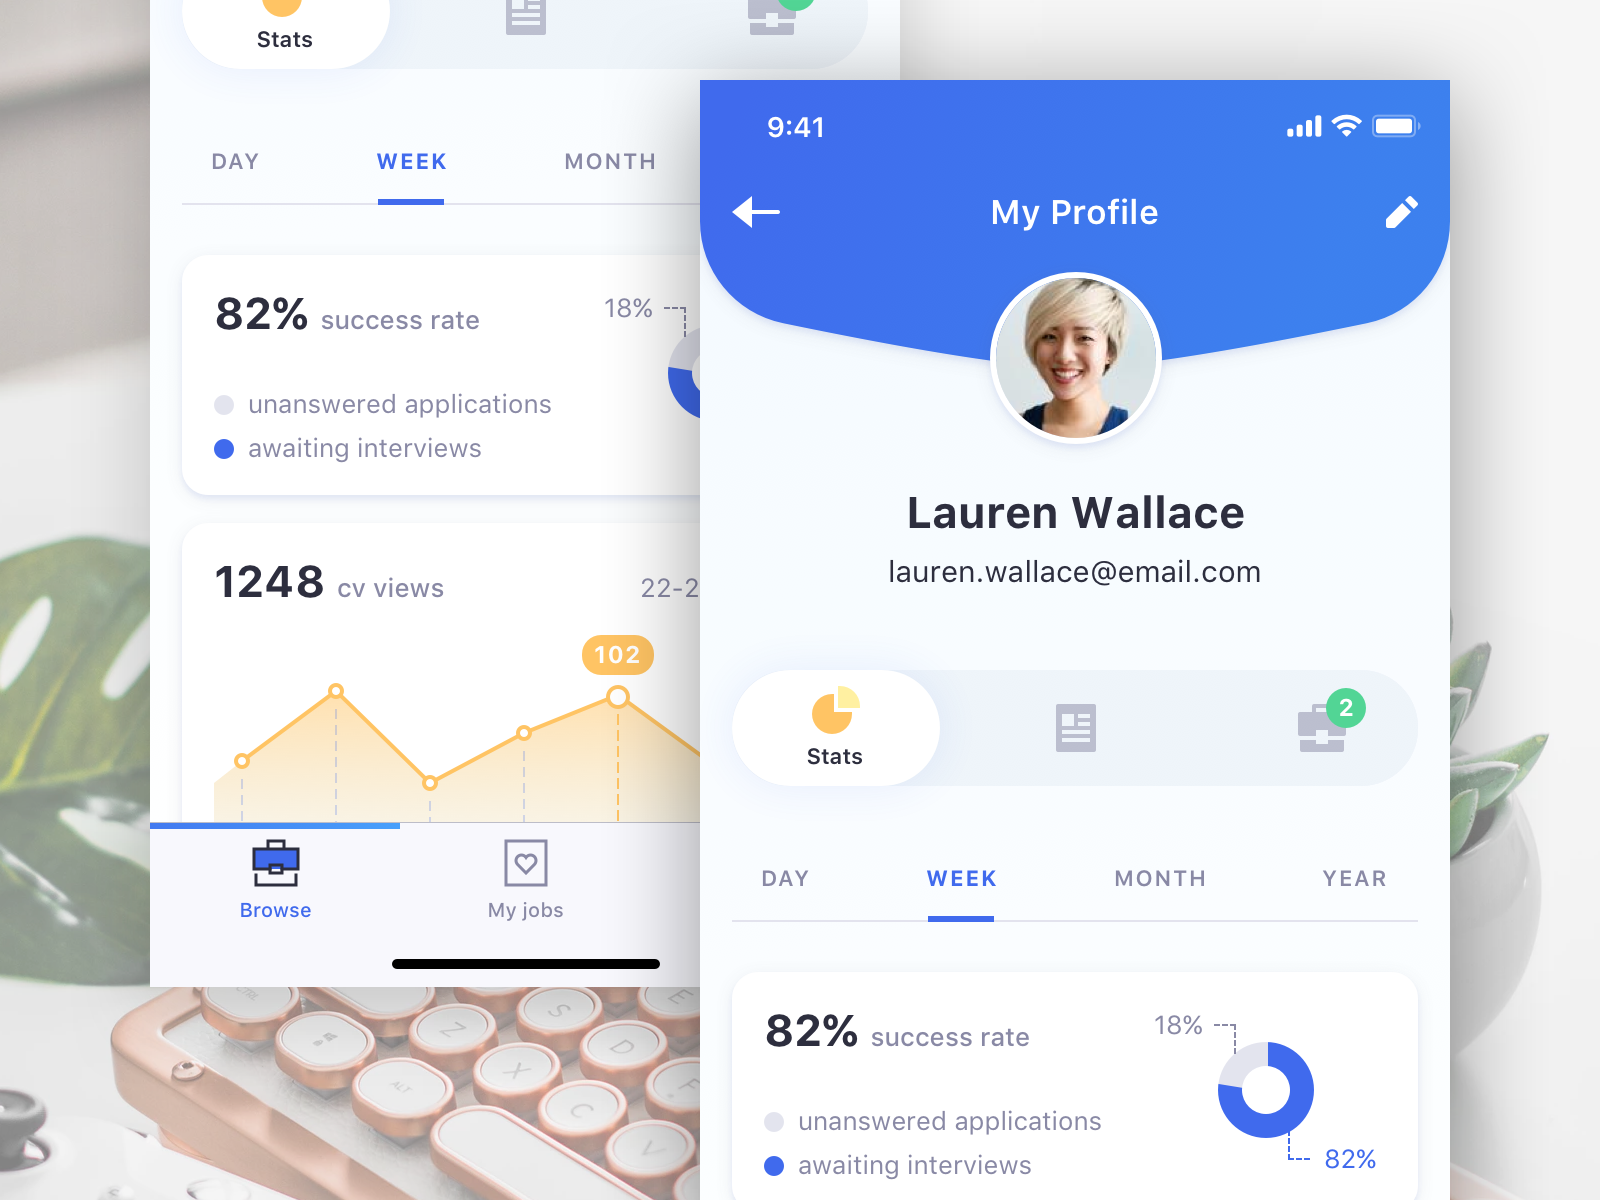 Stats
DAY WEEK MONTH
82% success rate
18%
unanswered applications
awaiting interviews
1248 cv views
22-2
102
Browse
My jobs
9:41
My Profile
Lauren Wallace
lauren.wallace@email.com
Stats
2
DAY WEEK MONTH YEAR
82% success rate
18%
unanswered applications
awaiting interviews
82%
CTRL
S
E
Z
D
ALT
X
F
C
V